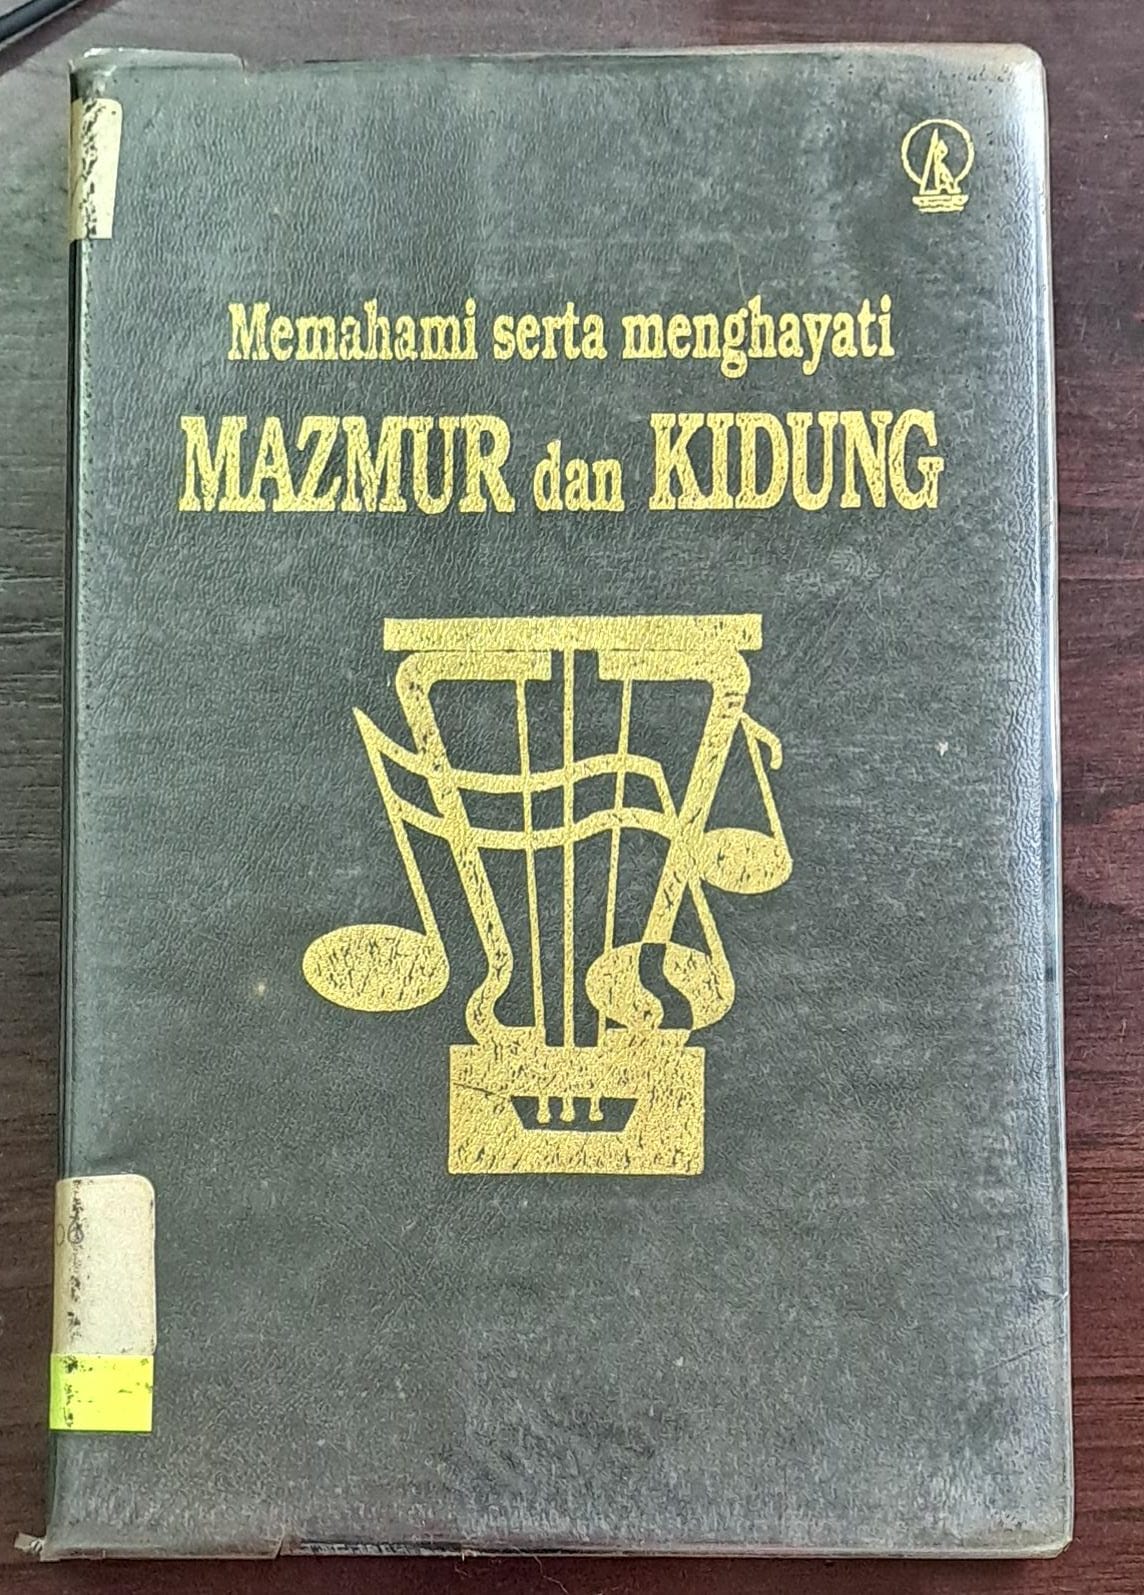 Memahami serta menghayati
MAZMUR dan KIDUNG